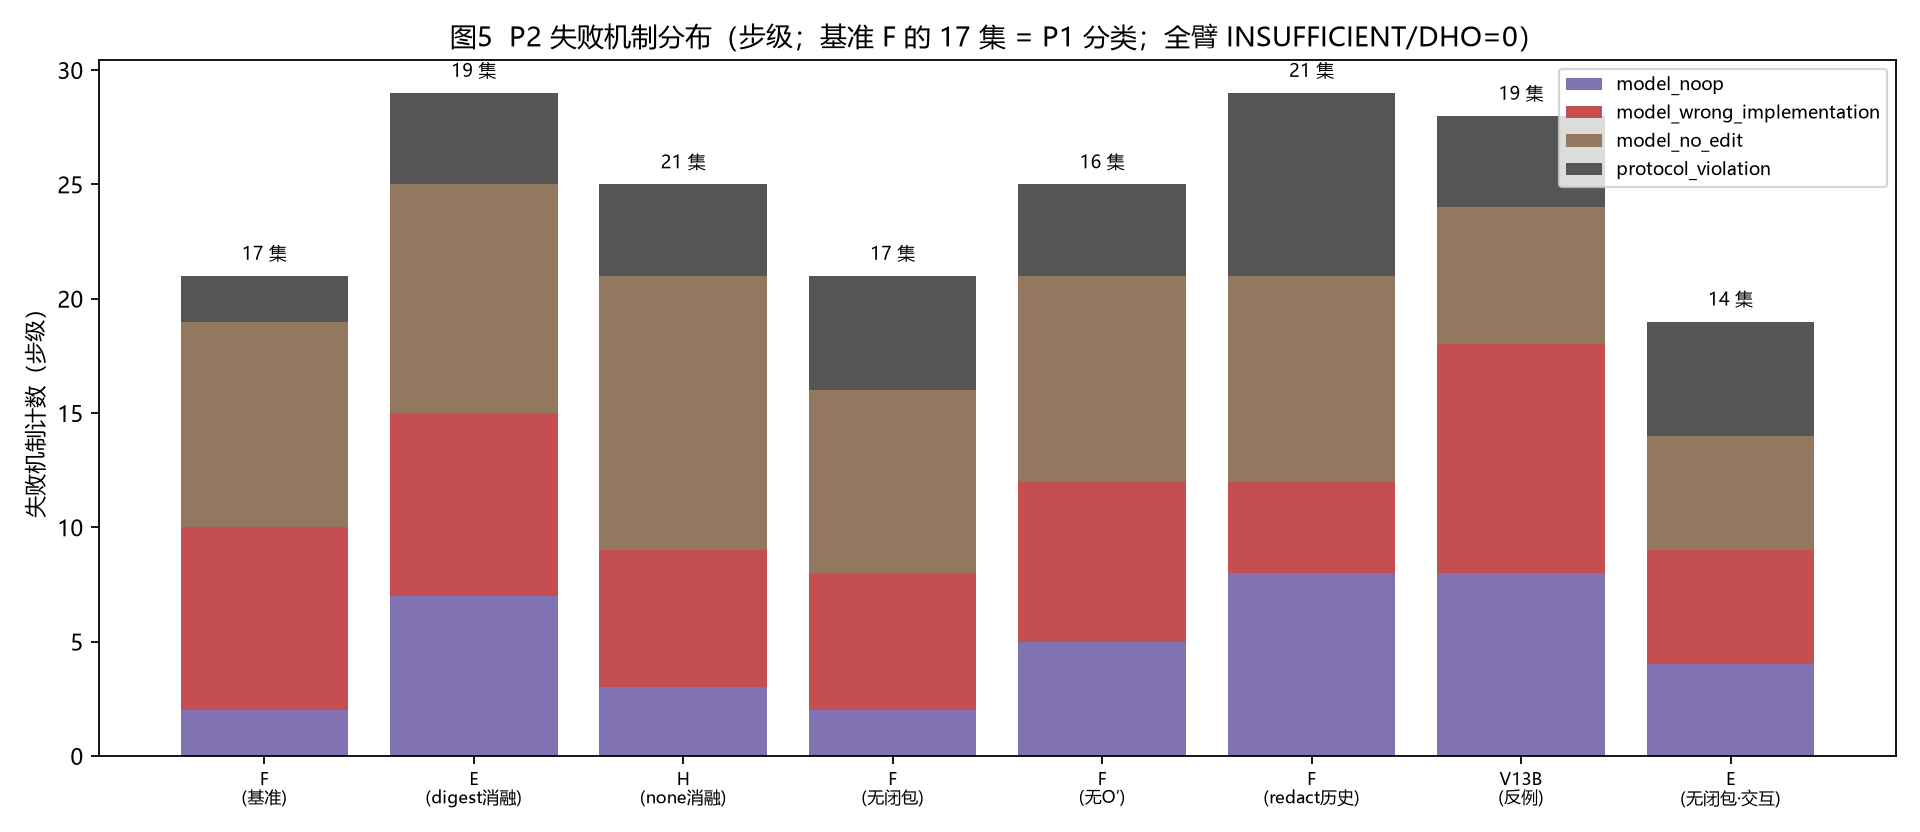 图5  P2 失败机制分布（步级；基准 F 的 17 集 = P1 分类；全臂 INSUFFICIENT/DHO=0）
失败机制计数（步级）
30
25
20
15
10
5
0
17 集
19 集
21 集
17 集
16 集
21 集
19 集
14 集
model_noop
model_wrong_implementation
model_no_edit
protocol_violation
F
(基准)
E
(digest消融)
H
(none消融)
F
(无闭包)
F
(无O′)
F
(redact历史)
V13B
(反例)
E
(无闭包·交互)